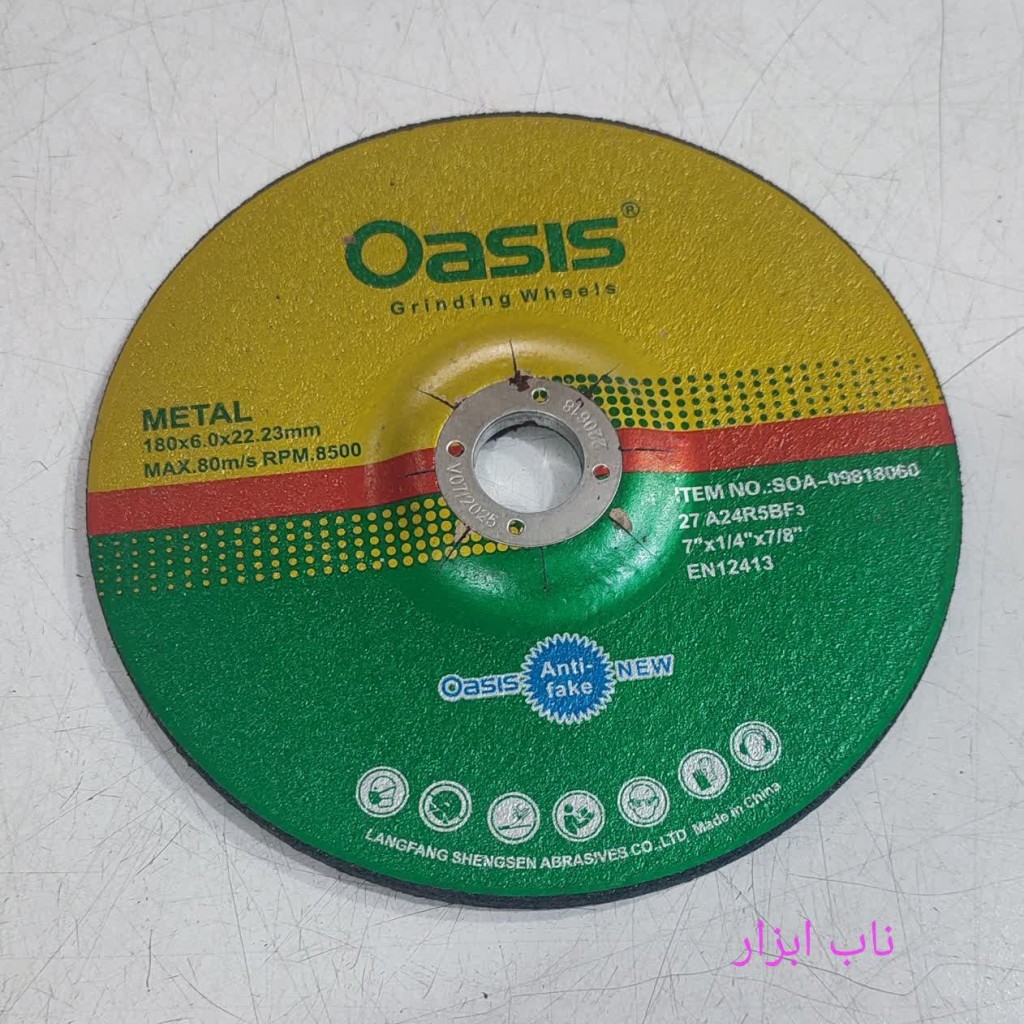 Oasis®
Grinding Wheels
METAL
180x6.0x22.23mm
MAX.80m/s RPM.8500
220618
V07/2025
ITEM NO.:SOA-09818060
27 A24R5BF₃
7"x1/4"x7/8"
EN12413
Oasis Anti-fake NEW
LANGFANG SHENGSEN ABRASIVES CO.,LTD Made in China
ناب ابزار